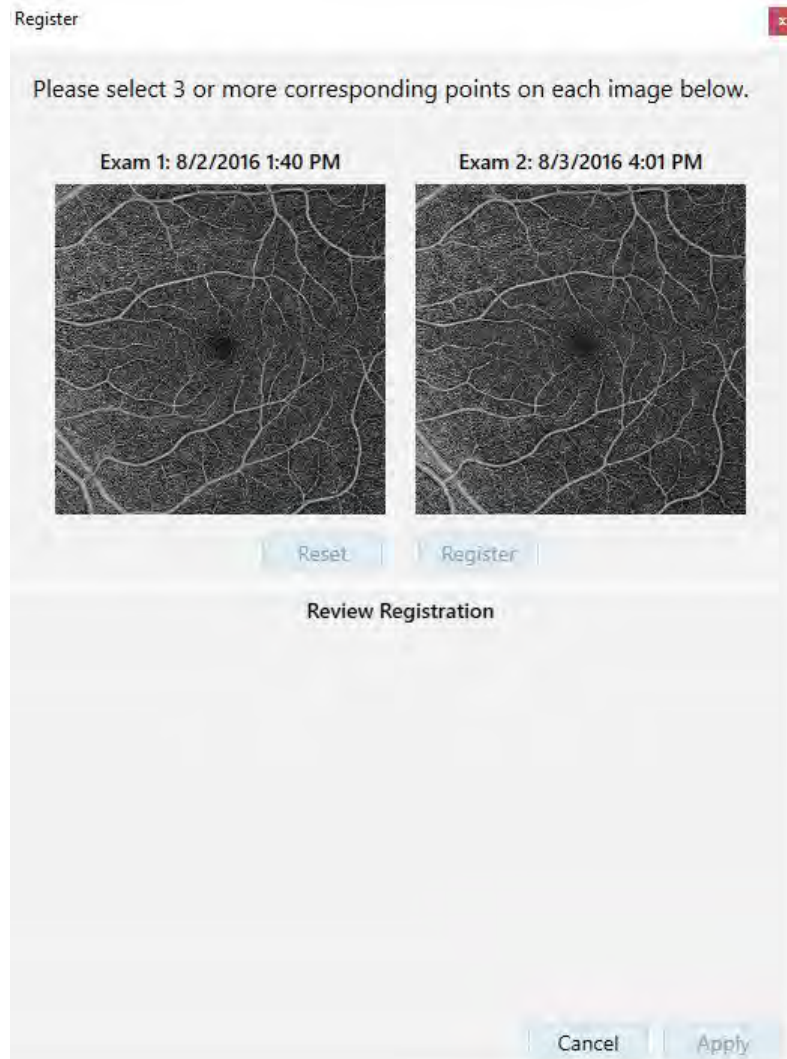 Register
x
Please select 3 or more corresponding points on each image below.
Exam 1: 8/2/2016 1:40 PM
Exam 2: 8/3/2016 4:01 PM
Reset
Register
Review Registration
Cancel
Apply